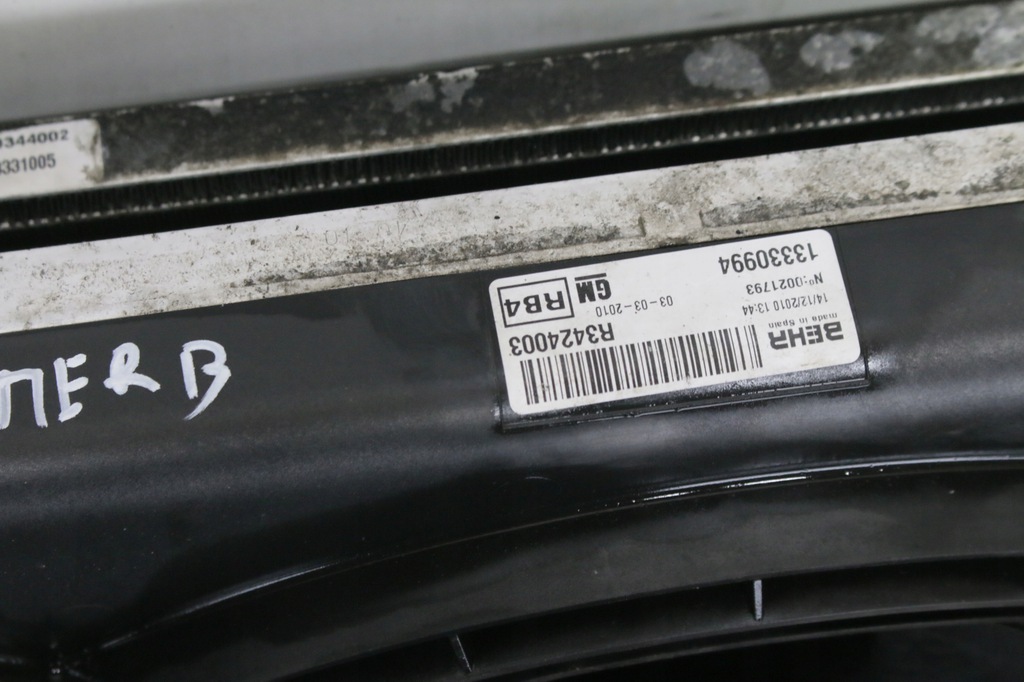 344002
331005
BEHR
made in Spain
14/12/2010 13:44
Nº:0021793
13330994
R3424003
03-03-2010
GM
RB4
ПЕРВ